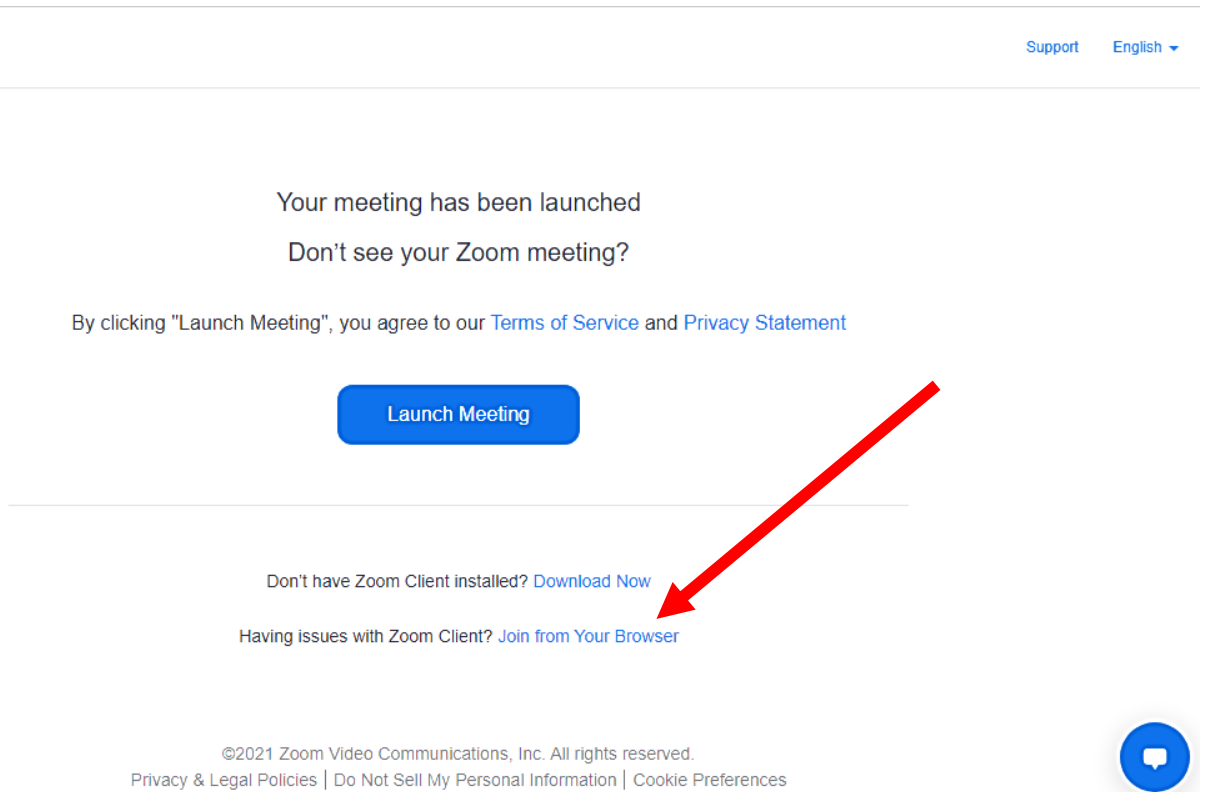 Support English
Your meeting has been launched
Don’t see your Zoom meeting?
By clicking "Launch Meeting", you agree to our Terms of Service and Privacy Statement
Launch Meeting
Don’t have Zoom Client installed? Download Now
Having issues with Zoom Client? Join from Your Browser
©2021 Zoom Video Communications, Inc. All rights reserved.
Privacy & Legal Policies | Do Not Sell My Personal Information | Cookie Preferences